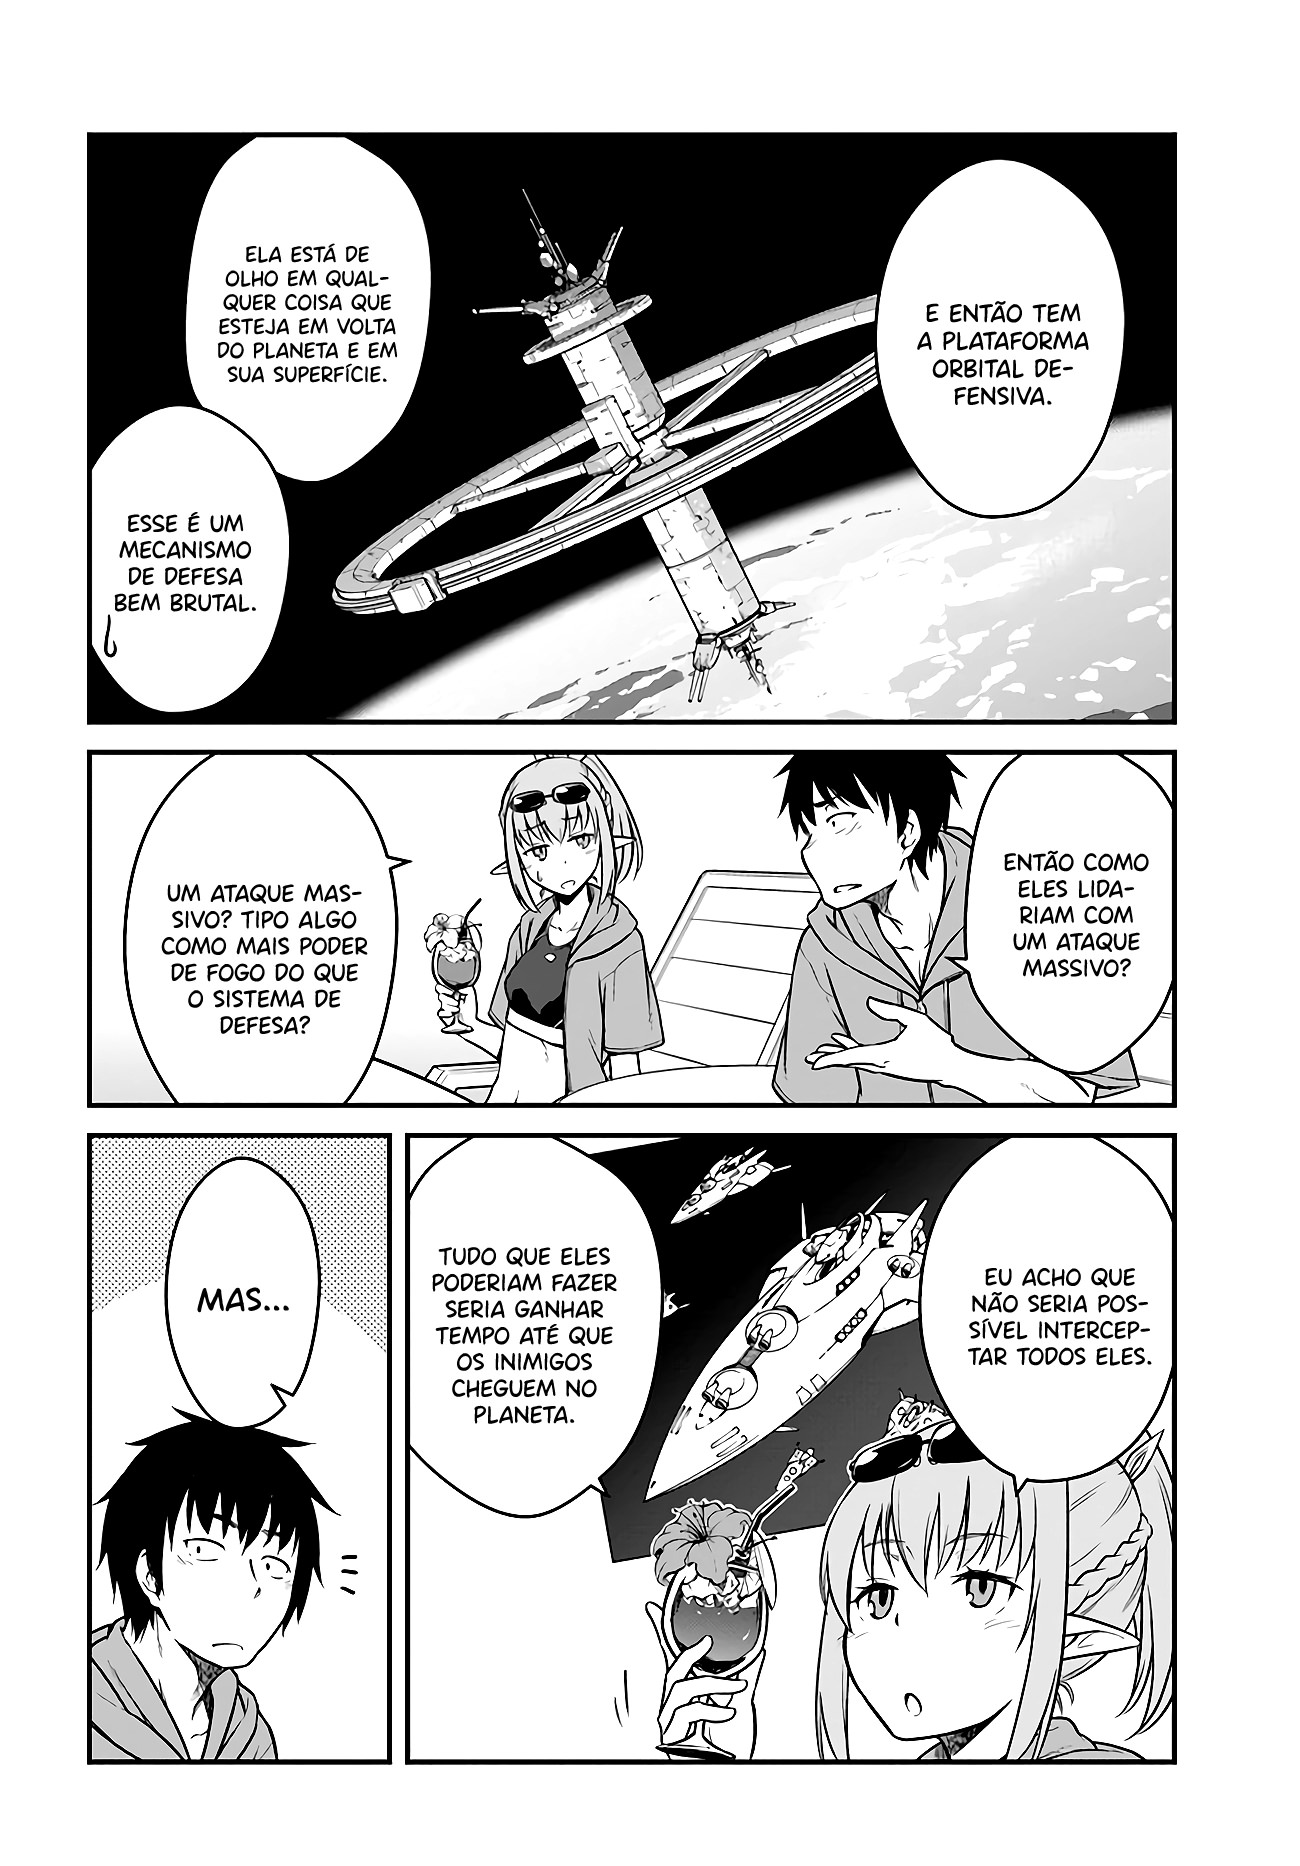 E ENTÃO TEM
A PLATAFORMA
ORBITAL DE-
FENSIVA.
ELA ESTÁ DE
OLHO EM QUAL-
QUER COISA QUE
ESTEJA EM VOLTA
DO PLANETA E EM
SUA SUPERFÍCIE.
ESSE É UM
MECANISMO
DE DEFESA
BEM BRUTAL.
ENTÃO COMO
ELES LIDA-
RIAM COM
UM ATAQUE
MASSIVO?
UM ATAQUE MAS-
SIVO? TIPO ALGO
COMO MAIS PODER
DE FOGO DO QUE
O SISTEMA DE
DEFESA?
EU ACHO QUE
NÃO SERIA POS-
SÍVEL INTERCEP-
TAR TODOS ELES.
TUDO QUE ELES
PODERIAM FAZER
SERIA GANHAR
TEMPO ATÉ QUE
OS INIMIGOS
CHEGUEM NO
PLANETA.
MAS...